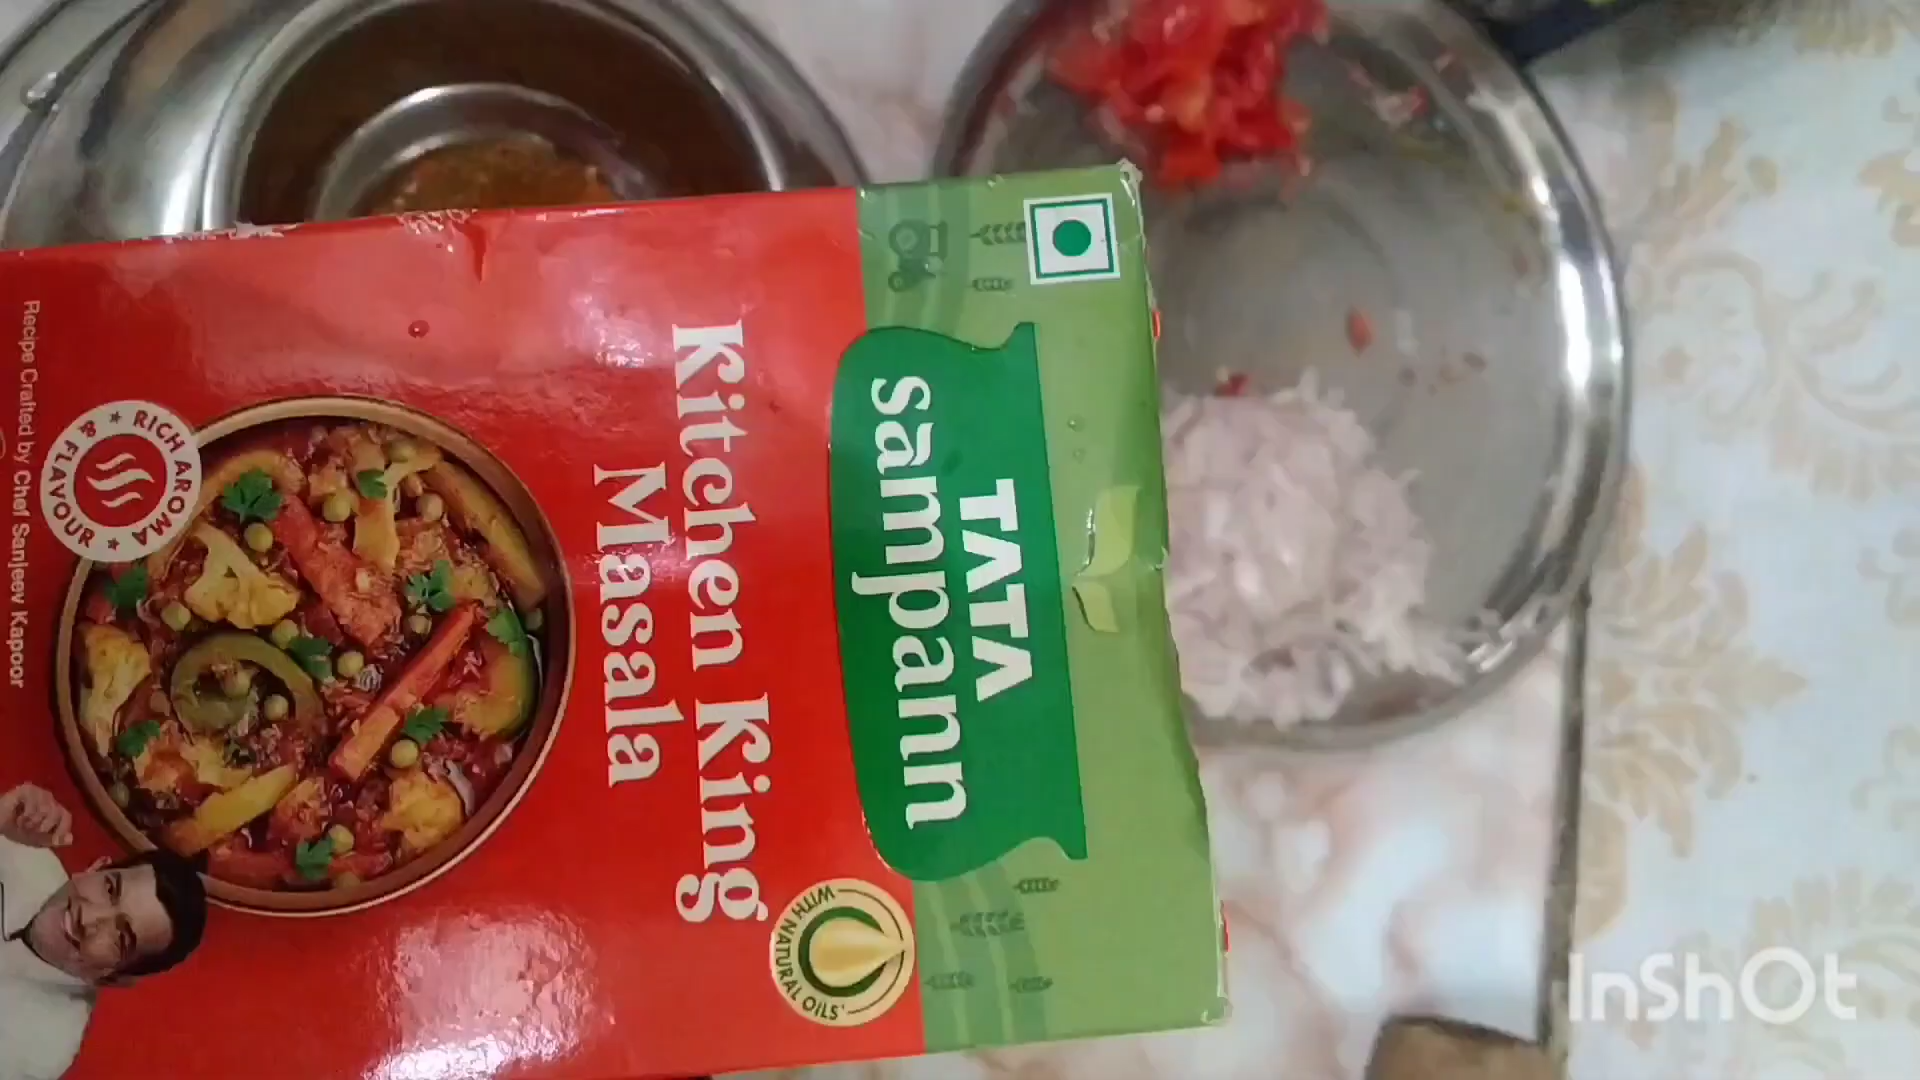 TATA
sampann
Kitchen King
Masala
WITH NATURAL OILS*
RICH AROMA
& FLAVOUR
Recipe Crafted by Chef Sanjeev Kapoor
InShOt